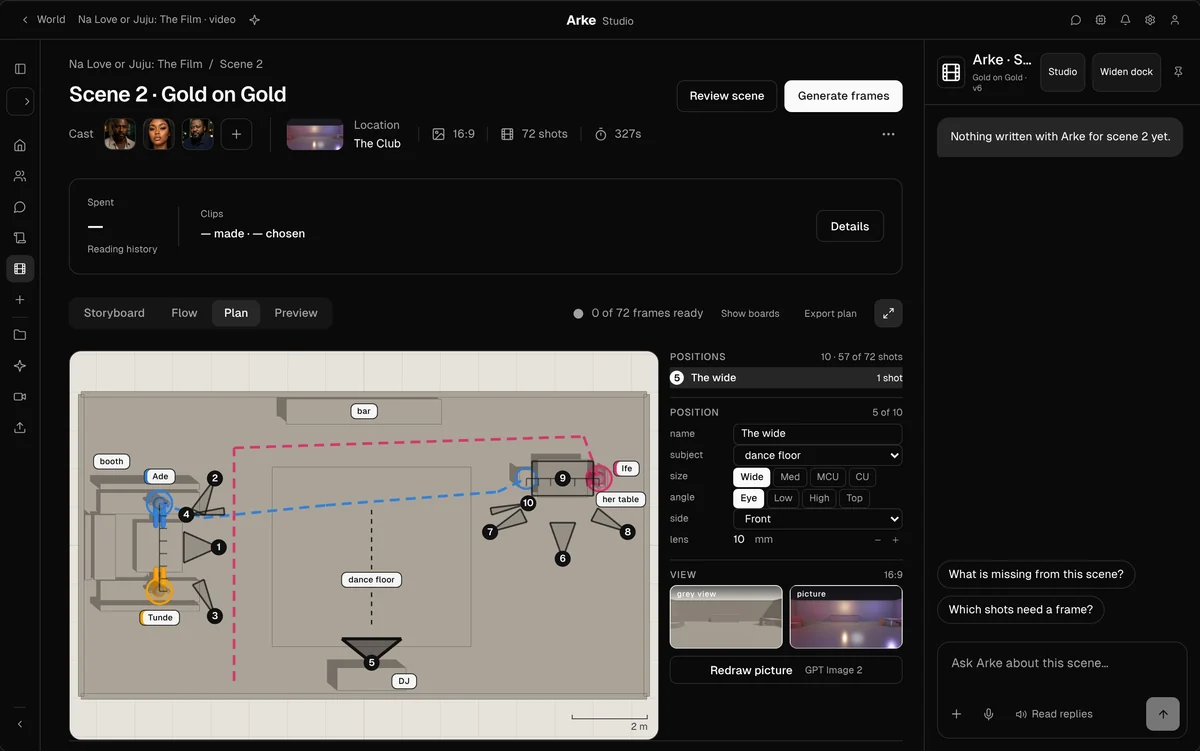 World
Na Love or Juju: The Film · video
Arke Studio
Na Love or Juju: The Film / Scene 2
Scene 2 · Gold on Gold
Review scene
Generate frames
Cast
Location
The Club
16:9
72 shots
327s
Spent
—
Reading history
Clips
— made · — chosen
Details
Storyboard
Flow
Plan
Preview
0 of 72 frames ready
Show boards
Export plan
bar
booth
Ade
2
4
1
3
Tunde
dance floor
5
DJ
9
10
7
6
8
Ife
her table
2 m
POSITIONS
10 · 57 of 72 shots
5 The wide
1 shot
POSITION
5 of 10
name
The wide
subject
dance floor
size
Wide Med MCU CU
angle
Eye Low High Top
side
Front
lens
10 mm
− +
VIEW
16:9
grey view
picture
Redraw picture GPT Image 2
Arke · S...
Gold on Gold ·
v6
Studio
Widen dock
Nothing written with Arke for scene 2 yet.
What is missing from this scene?
Which shots need a frame?
Ask Arke about this scene...
Read replies